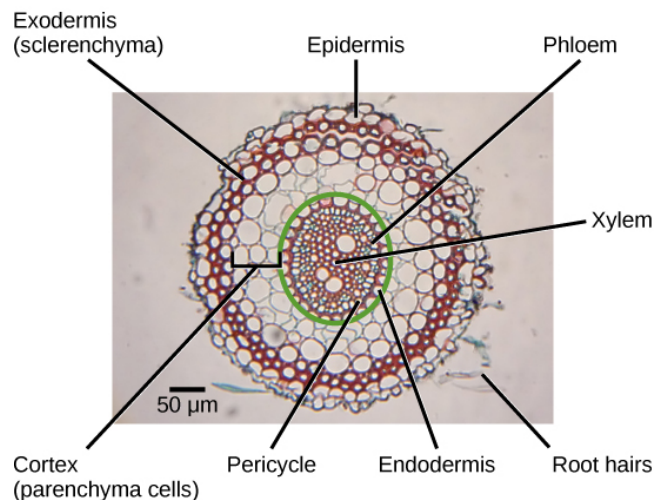 Exodermis
(sclerenchyma)
Epidermis
Phloem
Xylem
50 µm
Cortex
(parenchyma cells)
Pericycle
Endodermis
Root hairs